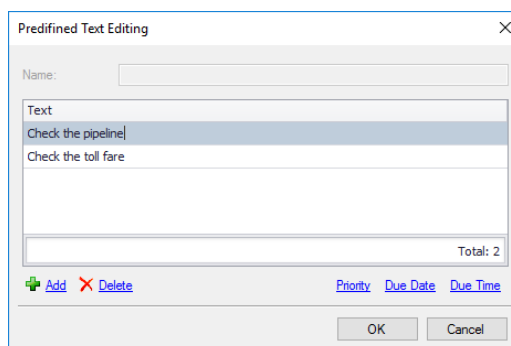 Predifined Text Editing
Name:
Text
Check the pipeline
Check the toll fare
Total: 2
Add Delete Priority Due Date Due Time
OK Cancel